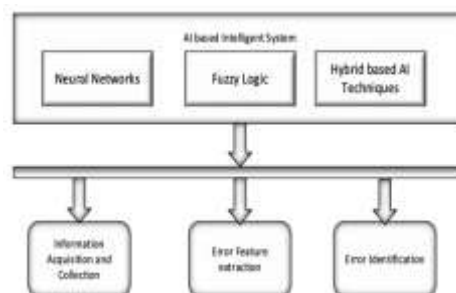 AI based Intelligent System
Neural Networks
Fuzzy Logic
Hybrid based AI
Techniques
Information
Acquisition and
Collection
Error Feature
extraction
Error Identification